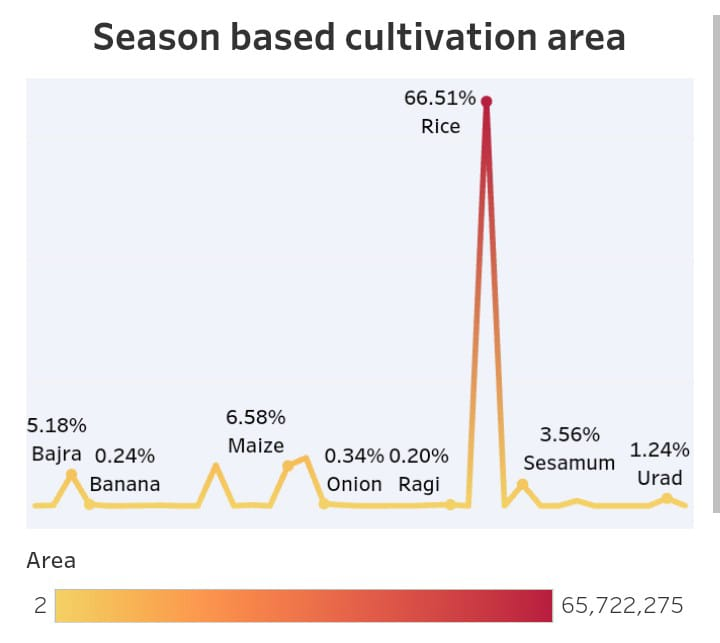 Season based cultivation area
66.51%
Rice
5.18%
Bajra
0.24%
Banana
6.58%
Maize
0.34%
Onion
0.20%
Ragi
3.56%
Sesamum
1.24%
Urad
Area
2
65,722,275